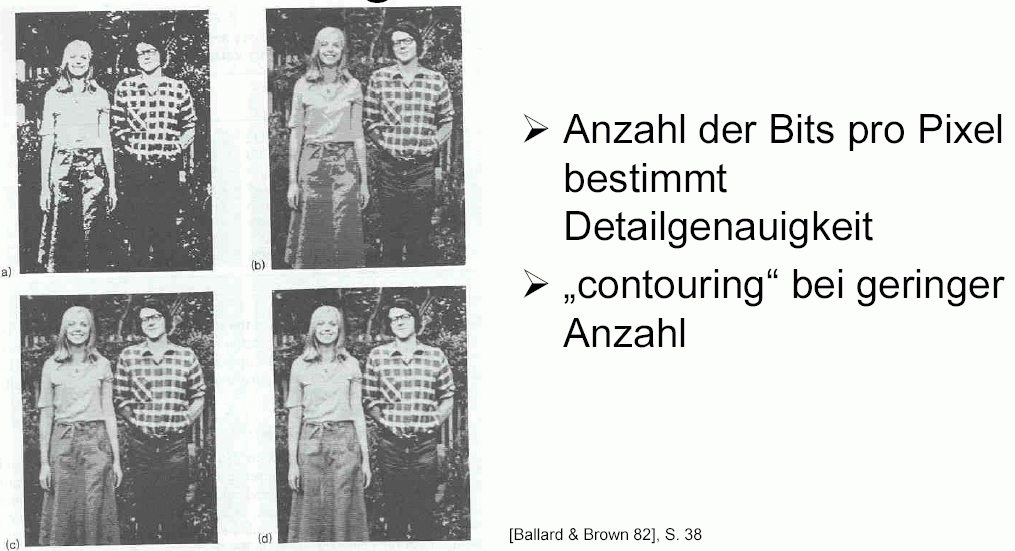 ➢ Anzahl der Bits pro Pixel
bestimmt
Detailgenauigkeit
➢ „contouring“ bei geringer
Anzahl
a)
(b)
(c)
(d)
[Ballard & Brown 82], S. 38